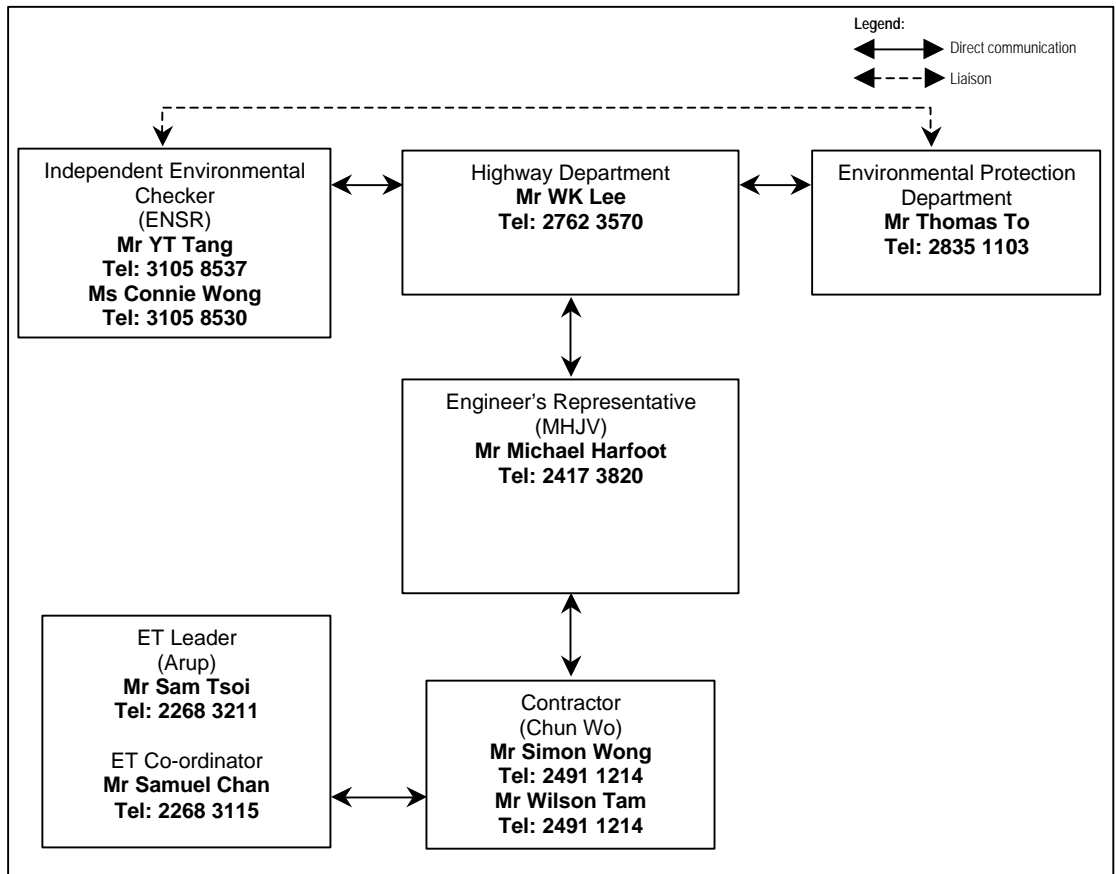 Legend:
Direct communication
Liaison
Independent Environmental
Checker
(ENSR)
Mr YT Tang
Tel: 3105 8537
Ms Connie Wong
Tel: 3105 8530
Highway Department
Mr WK Lee
Tel: 2762 3570
Environmental Protection
Department
Mr Thomas To
Tel: 2835 1103
Engineer’s Representative
(MHJV)
Mr Michael Harfoot
Tel: 2417 3820
ET Leader
(Arup)
Mr Sam Tsoi
Tel: 2268 3211
ET Co-ordinator
Mr Samuel Chan
Tel: 2268 3115
Contractor
(Chun Wo)
Mr Simon Wong
Tel: 2491 1214
Mr Wilson Tam
Tel: 2491 1214